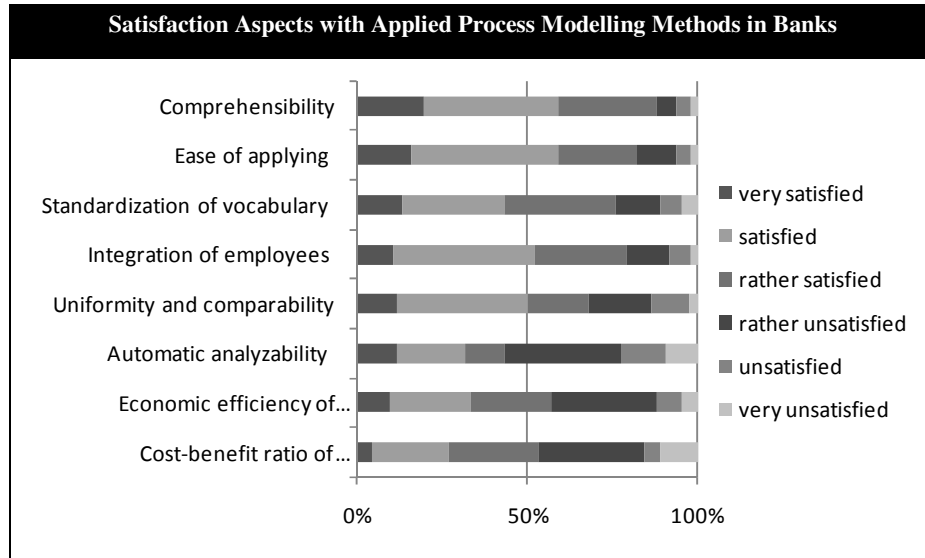 Satisfaction Aspects with Applied Process Modelling Methods in Banks
Comprehensibility
Ease of applying
Standardization of vocabulary
Integration of employees
Uniformity and comparability
Automatic analyzability
Economic efficiency of...
Cost-benefit ratio of...
0%
50%
100%
very satisfied
satisfied
rather satisfied
rather unsatisfied
unsatisfied
very unsatisfied